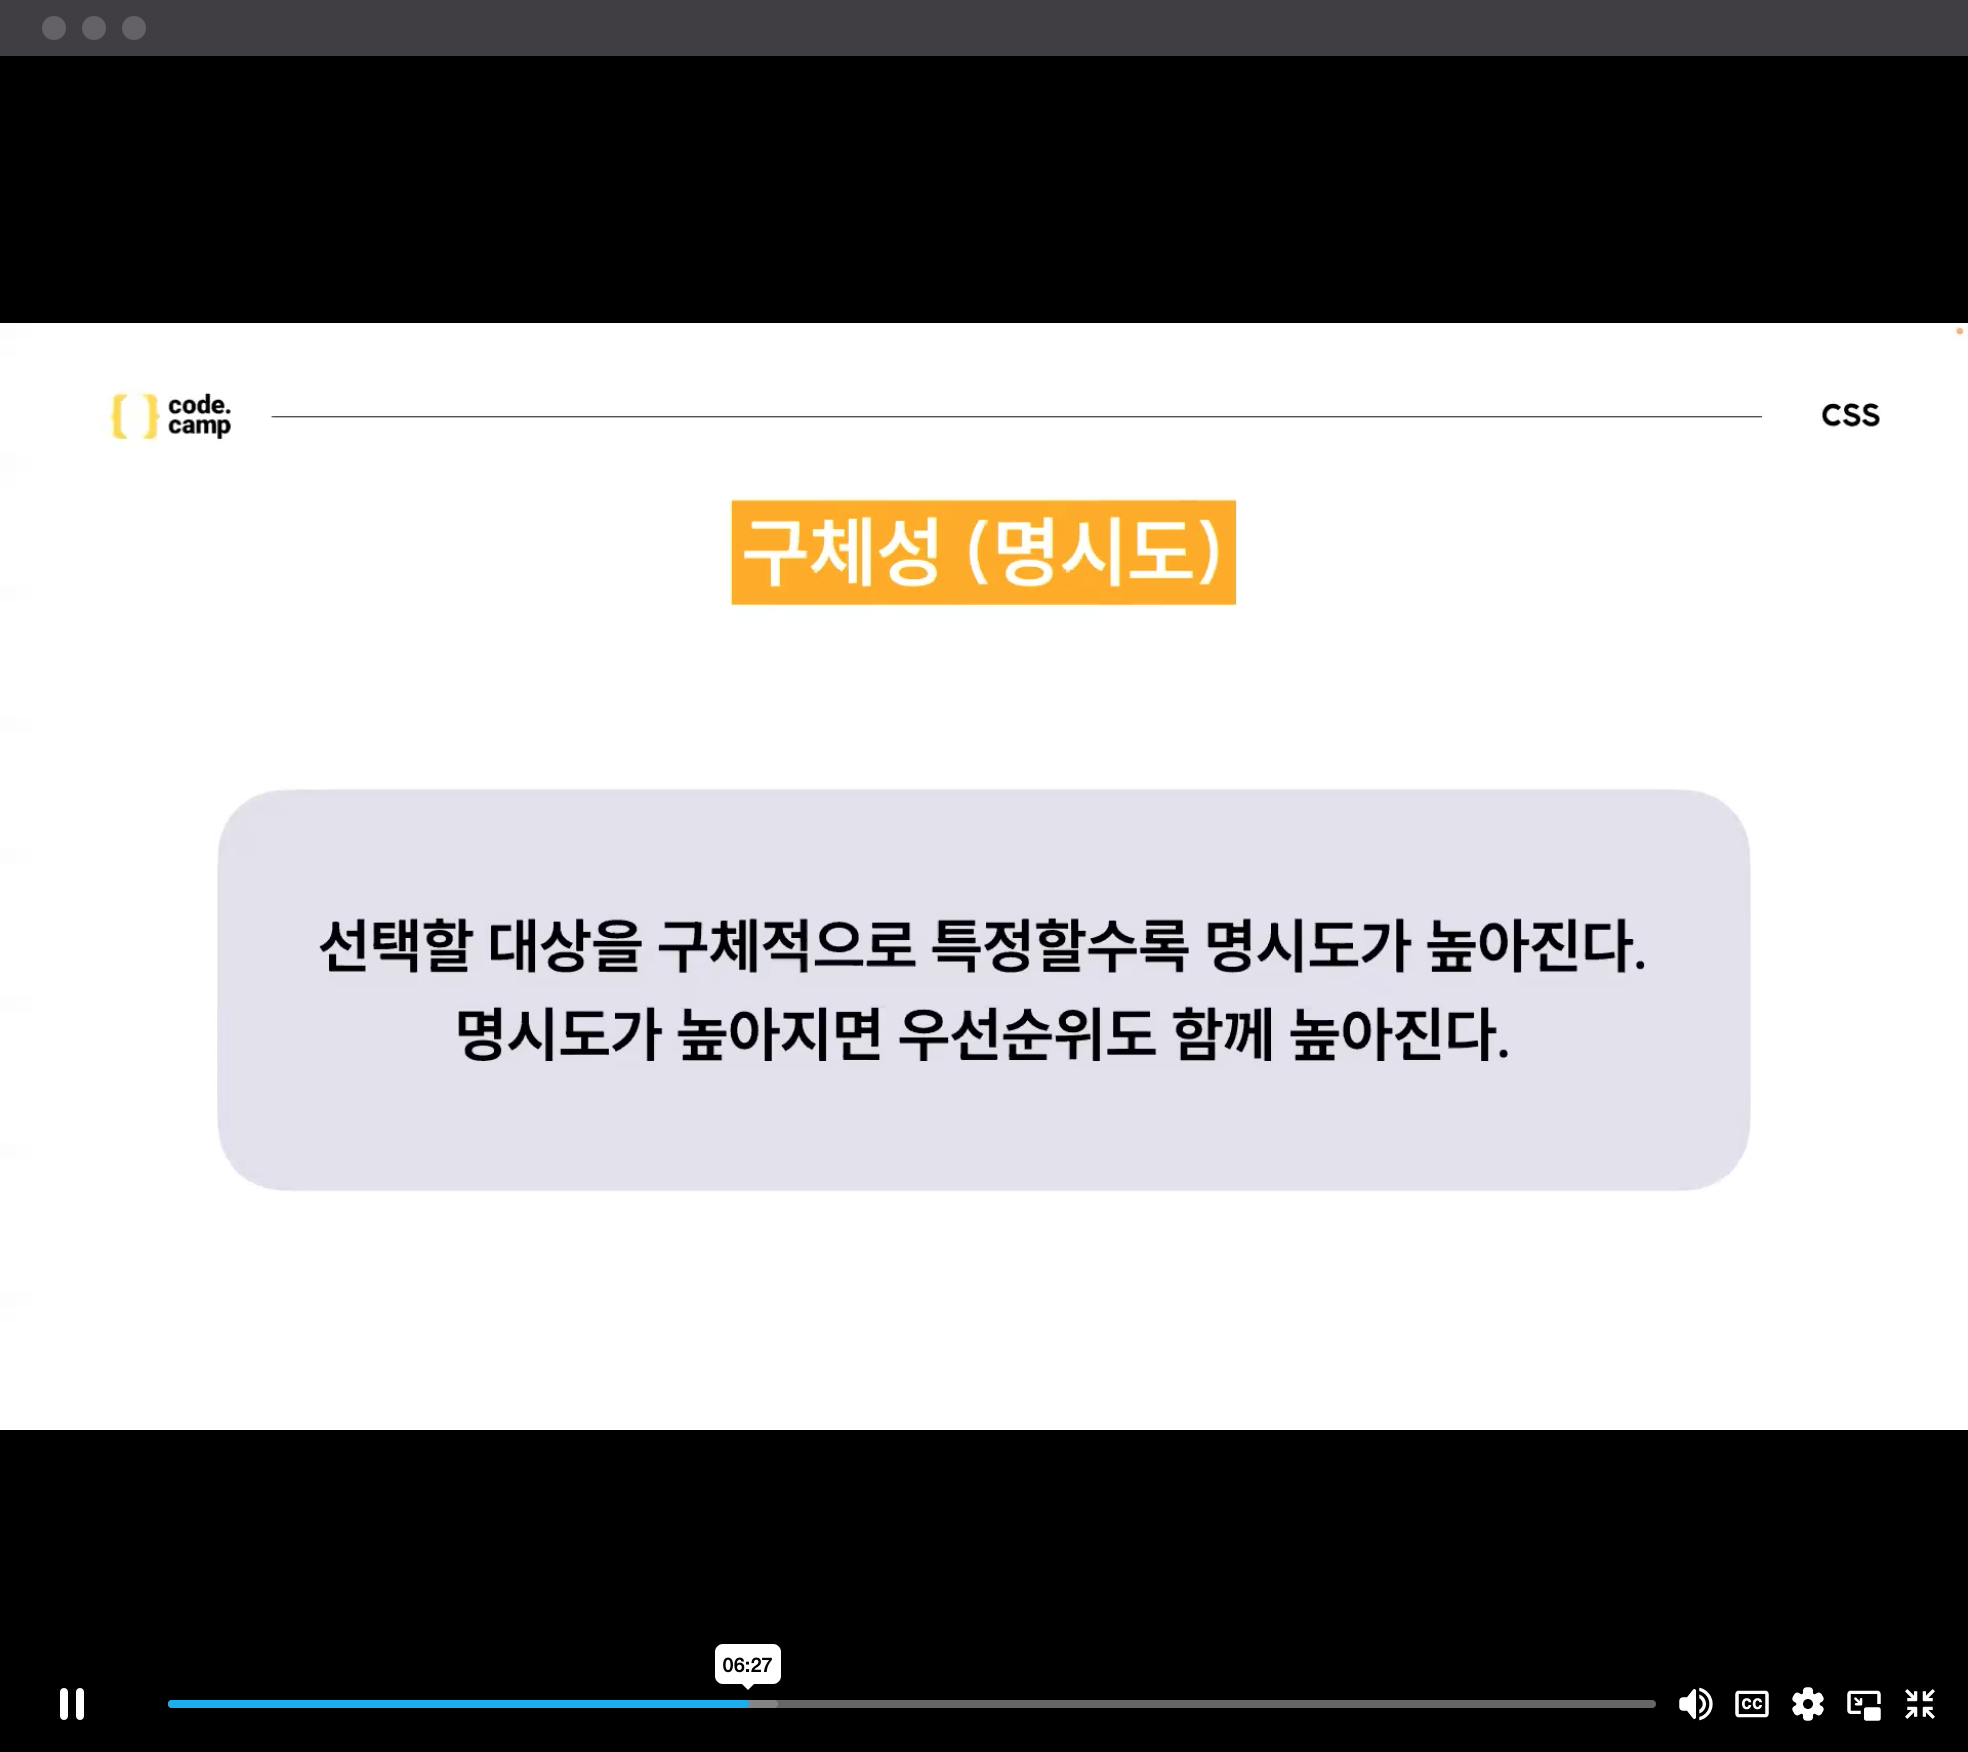 { } code.
camp
CSS
구체성 (명시도)
선택할 대상을 구체적으로 특정할수록 명시도가 높아진다.
명시도가 높아지면 우선순위도 함께 높아진다.
06:27
CC